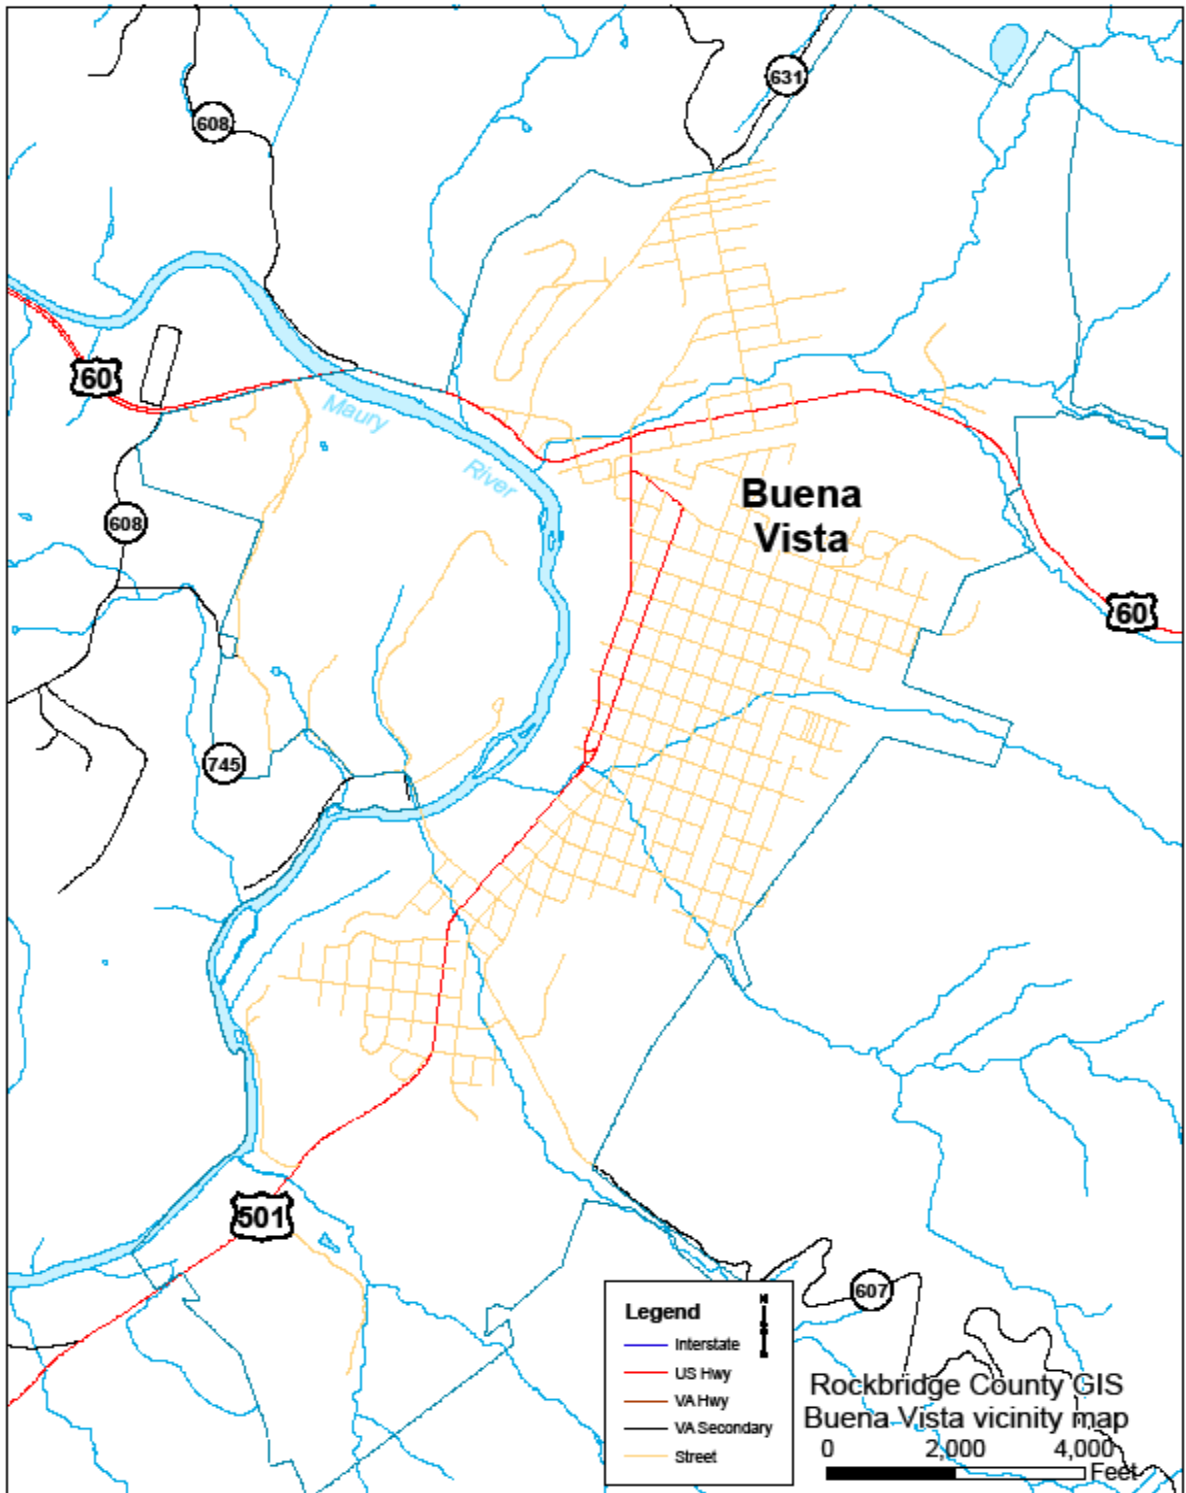 631
608
60
Maury
River
Buena
Vista
608
60
745
501
607
Legend
Interstate
US Hwy
VA Hwy
VA Secondary
Street
N
Rockbridge County GIS
Buena Vista vicinity map
0 2,000 4,000
Feet